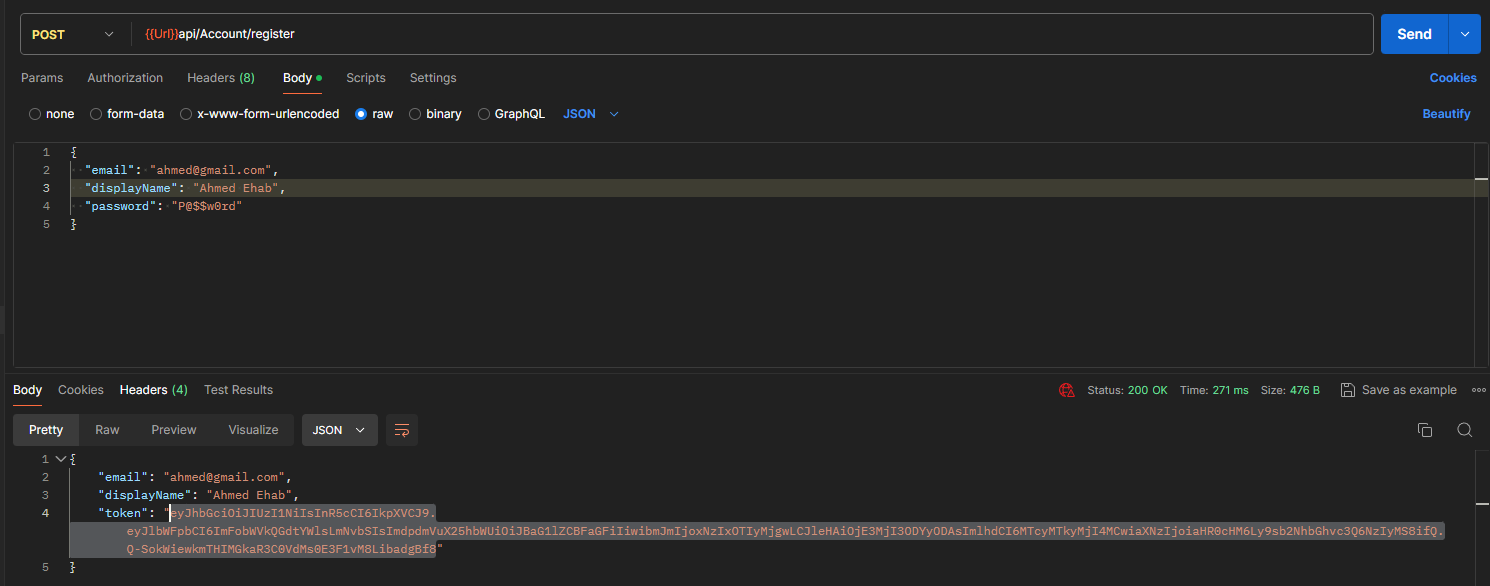 POST {{Url}}api/Account/register Send
Params Authorization Headers (8) Body Scripts Settings Cookies
none form-data x-www-form-urlencoded raw binary GraphQL JSON Beautify
1 {
2 "email": "ahmed@gmail.com",
3 "displayName": "Ahmed Ehab",
4 "password": "P@$$w0rd"
5 }
Body Cookies Headers (4) Test Results Status: 200 OK Time: 271 ms Size: 476 B Save as example
Pretty Raw Preview Visualize JSON
1 {
2 "email": "ahmed@gmail.com",
3 "displayName": "Ahmed Ehab",
4 "token": "eyJhbGciOiJIUzI1NiIsInR5cCI6IkpXVCJ9.
eyJlbWFpbCI6ImFobWVkQGdtYWlsLmNvbSIsImdpdmVuX25hbWUiOiJBaG1lZCBFaGFiIiwibmJmIjoxNzIxOTIyMjgwLCJleHAiOjE3MjI3ODYyODAsImlhdCI6MTcyMTkyMjI4MCwiaXNzIjoiaHR0cHM6Ly9sb2NhbGhvc3Q6NzIyMS8ifQ.
Q-SokWiewkmTHIMGkaR3C0VdMs0E3F1vM8LibadgBf8"
5 }